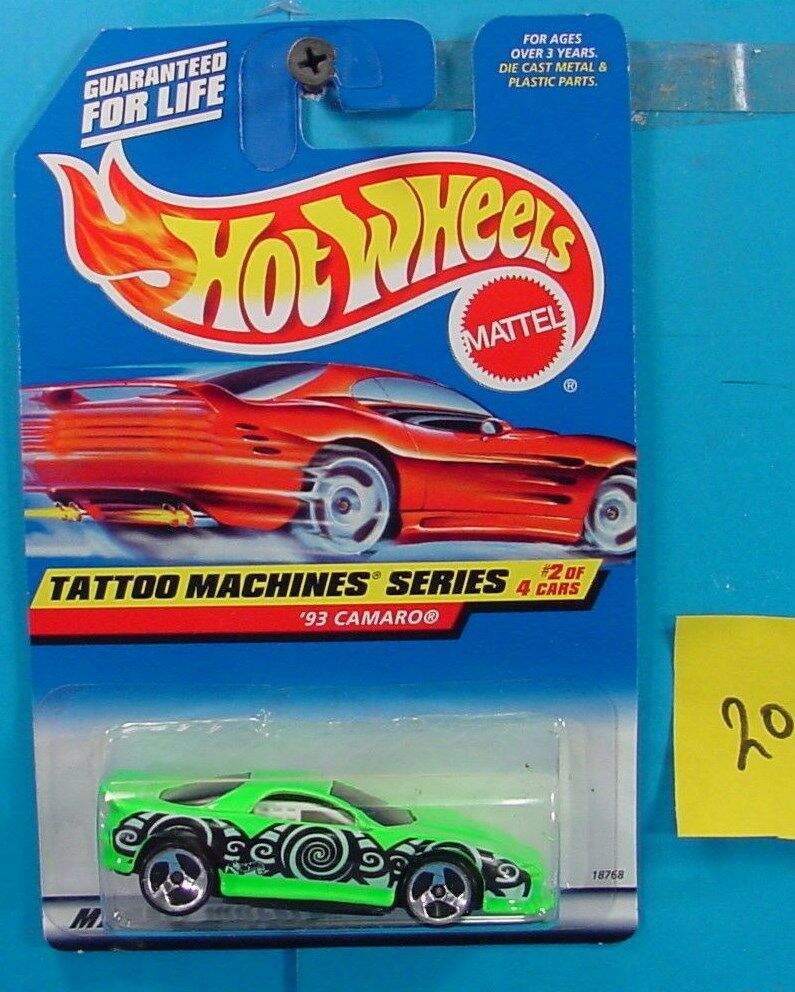 GUARANTEED
FOR LIFE
FOR AGES
OVER 3 YEARS.
DIE CAST METAL &
PLASTIC PARTS.
HOT WHEELS
MATTEL
®
TATTOO MACHINES® SERIES #2 OF
4 CARS
'93 CAMARO®
20
18768